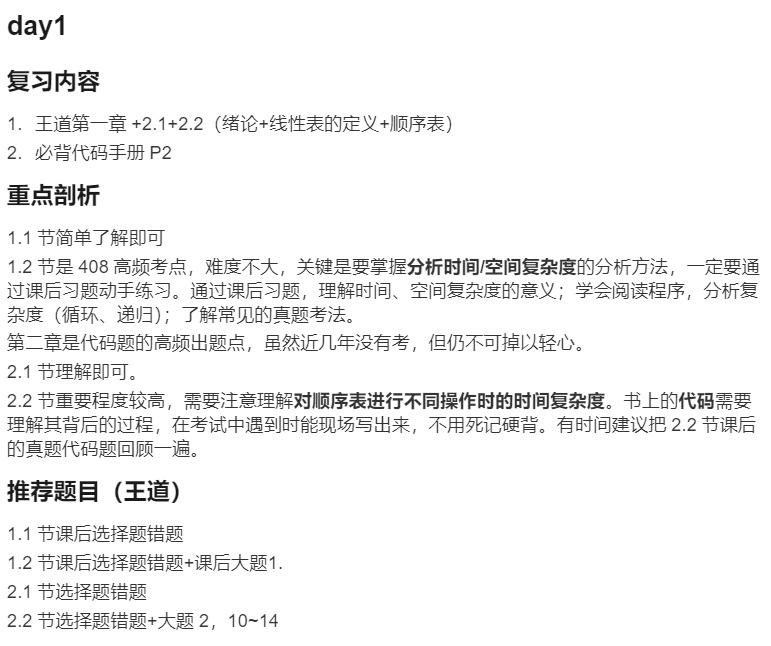 day1
复习内容
1. 王道第一章 +2.1+2.2（绪论+线性表的定义+顺序表）
2. 必背代码手册 P2
重点剖析
1.1 节简单了解即可
1.2 节是 408 高频考点，难度不大，关键是要掌握分析时间/空间复杂度的分析方法，一定要通
过课后习题动手练习。通过课后习题，理解时间、空间复杂度的意义；学会阅读程序，分析复
杂度（循环、递归）；了解常见的真题考法。
第二章是代码题的高频出题点，虽然近几年没有考，但仍不可掉以轻心。
2.1 节理解即可。
2.2 节重要程度较高，需要注意理解对顺序表进行不同操作时的时间复杂度。书上的代码需要
理解其背后的过程，在考试中遇到时能现场写出来，不用死记硬背。有时间建议把 2.2 节课后
的真题代码题回顾一遍。
推荐题目（王道）
1.1 节课后选择题错题
1.2 节课后选择题错题+课后大题1.
2.1 节选择题错题
2.2 节选择题错题+大题 2，10~14